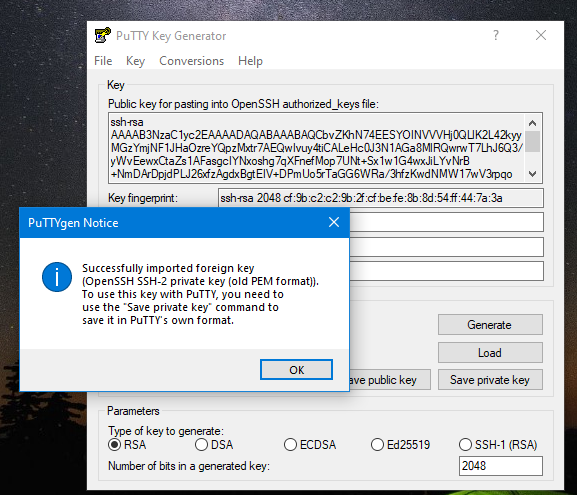 PuTTY Key Generator
?
File Key Conversions Help
Key
Public key for pasting into OpenSSH authorized_keys file:
ssh-rsa
AAAAB3NzaC1yc2EAAAADAQABAAABAQCbvZKhN74EESYOINVVVHj0QLIK2L42kyy
MGzYmjNF1JHaOzreYQpzMxtr7AEQwIvuy4tiCALeHc0J3N1AGa8MIRQwrwT7LhJ6Q3/
yWvEewxCtaZs1AFasgcIYNxoshg7qXFnefMop7UNt+Sx1w1G4wxJiLYvNrB
+NmDArDpjdPLJ26xfzAgdxBgtEIV+DPmUo5rTaGG6WRa/3hfzKwdNMW17wV3rpqo
Key fingerprint:
ssh-rsa 2048 cf:9b:c2:c2:9b:2f:cf:be:fe:8b:8d:54:ff:44:7a:3a
PuTTYgen Notice
Successfully imported foreign key
(OpenSSH SSH-2 private key (old PEM format)).
To use this key with PuTTY, you need to
use the "Save private key" command to
save it in PuTTY's own format.
OK
Generate
Load
ave public key
Save private key
Parameters
Type of key to generate:
RSA DSA ECDSA Ed25519 SSH-1 (RSA)
Number of bits in a generated key:
2048